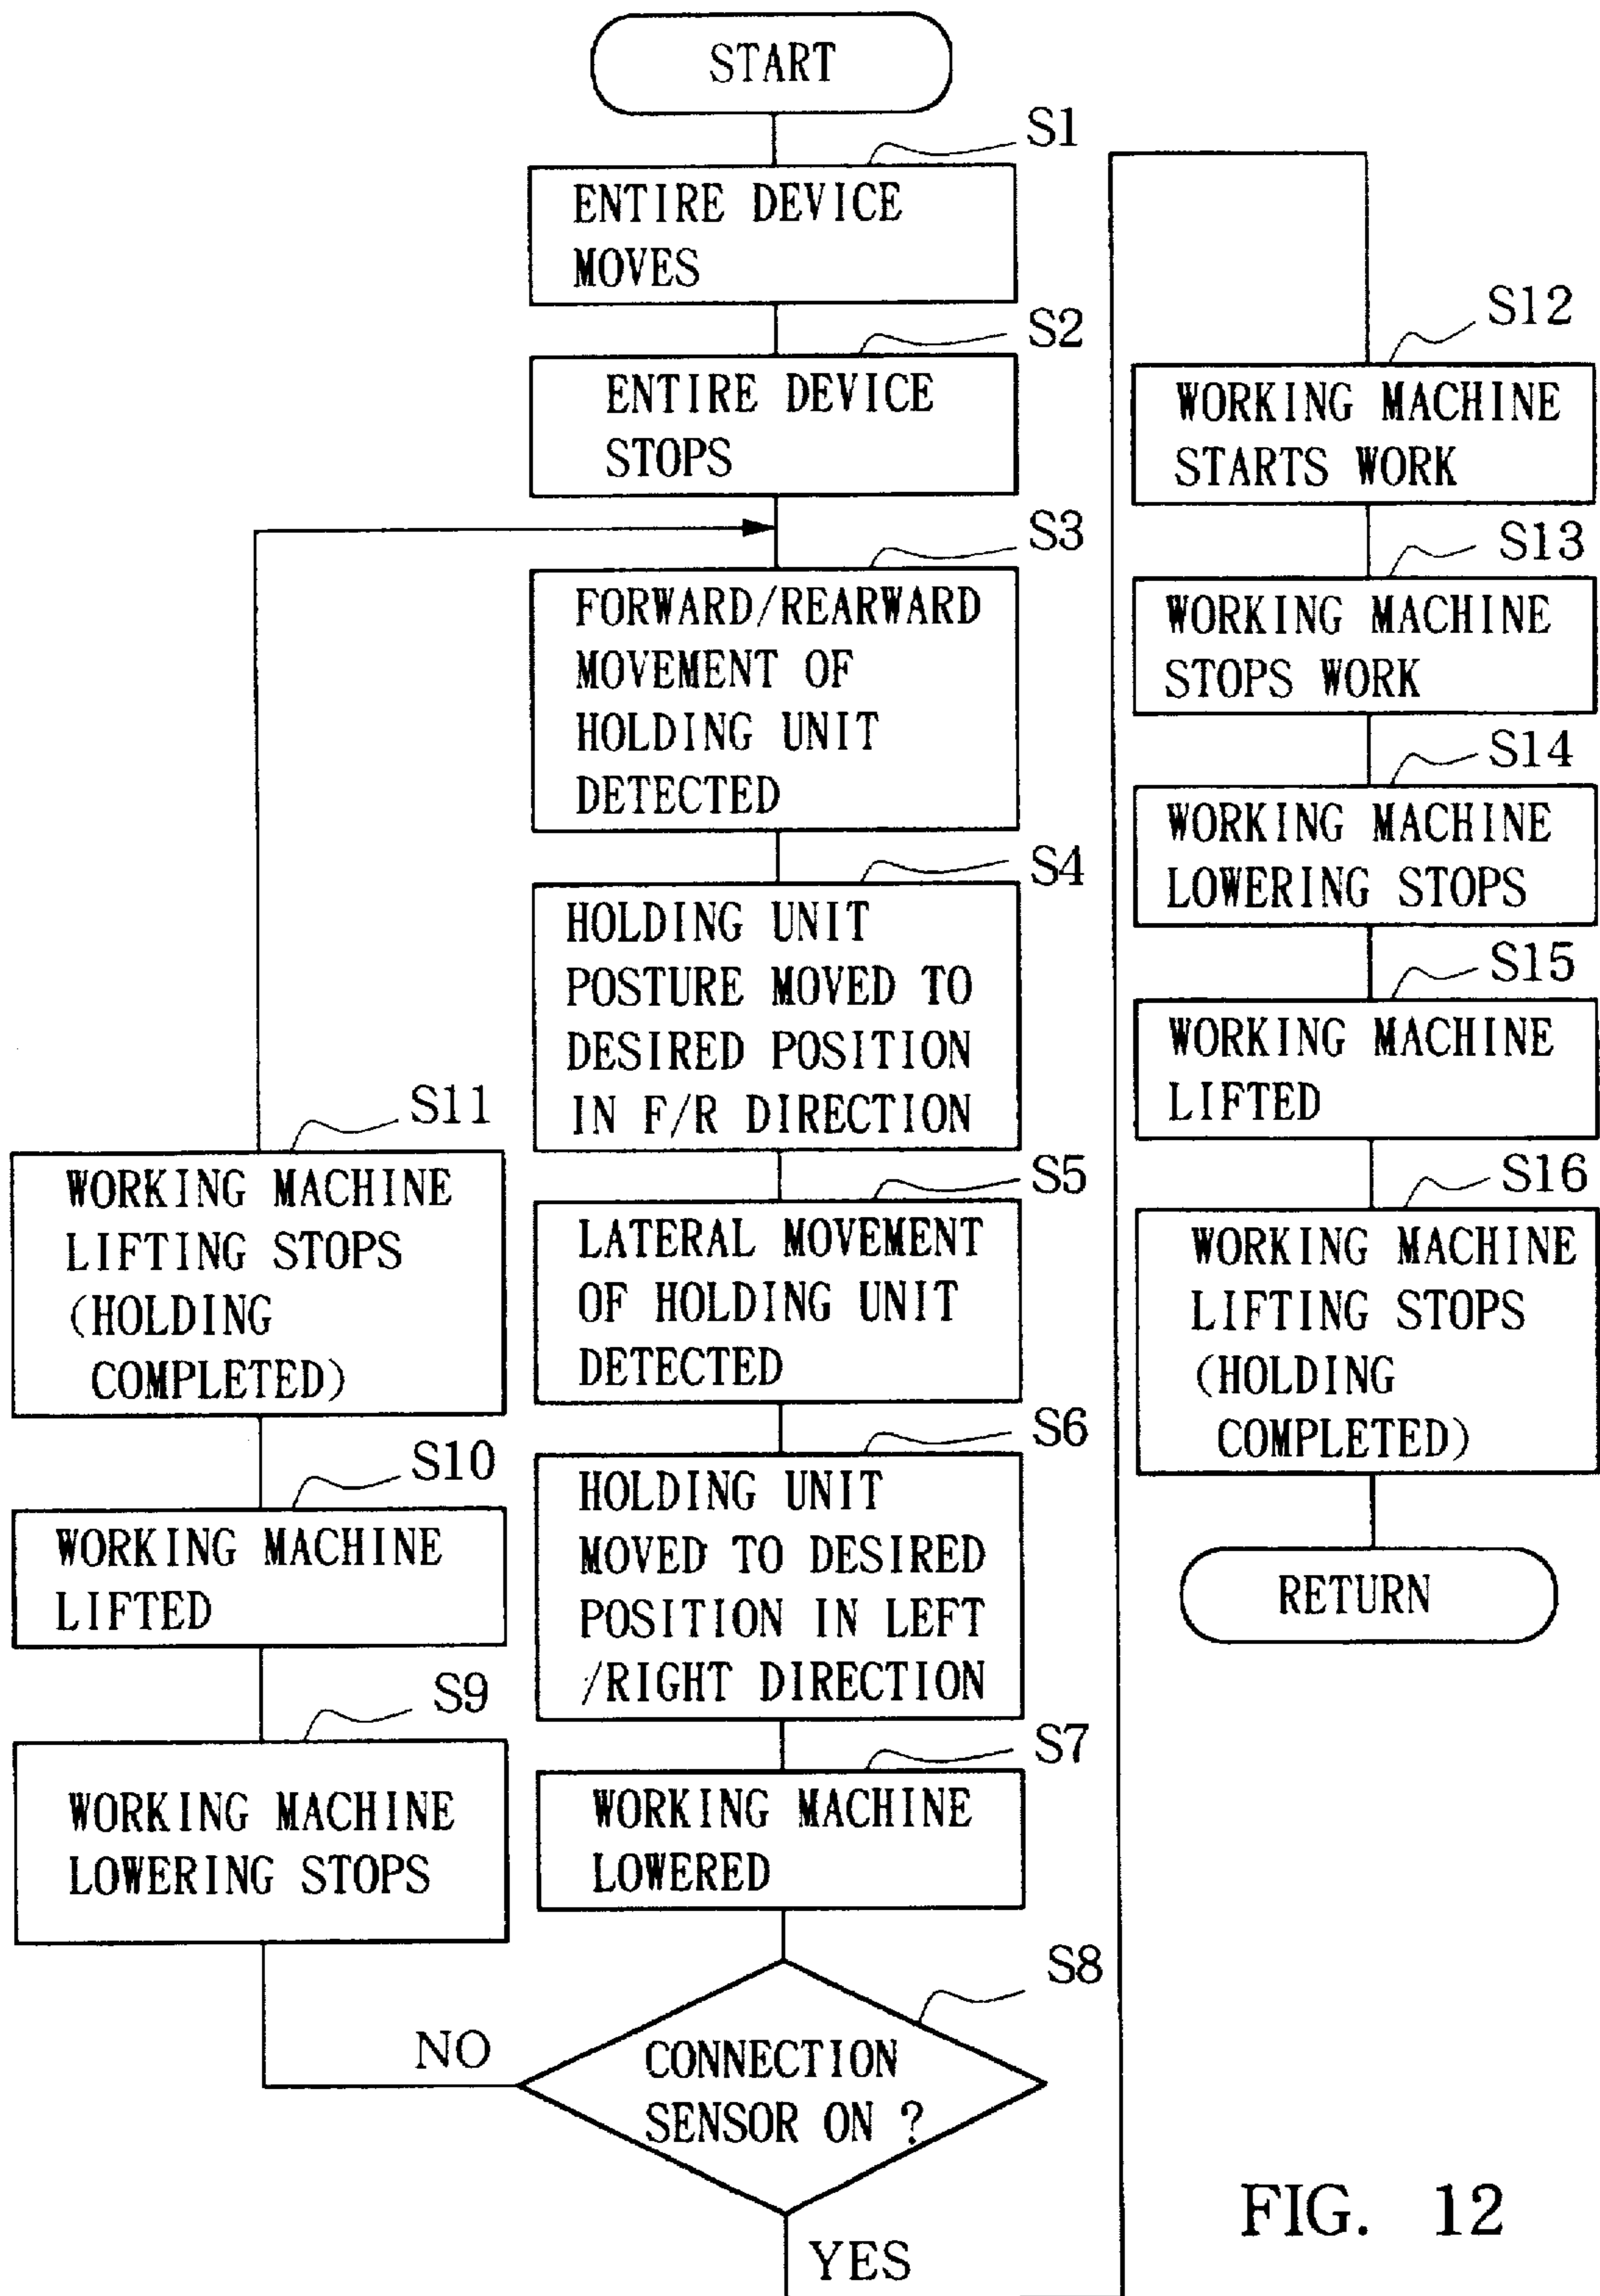 START
S1
ENTIRE DEVICE
MOVES
S2
ENTIRE DEVICE
STOPS
S3
FORWARD/REARWARD
MOVEMENT OF
HOLDING UNIT
DETECTED
S4
HOLDING UNIT
POSTURE MOVED TO
DESIRED POSITION
IN F/R DIRECTION
S5
LATERAL MOVEMENT
OF HOLDING UNIT
DETECTED
S6
HOLDING UNIT
MOVED TO DESIRED
POSITION IN LEFT
/RIGHT DIRECTION
S7
WORKING MACHINE
LOWERED
S8
CONNECTION
SENSOR ON ?
NO
YES
S9
WORKING MACHINE
LOWERING STOPS
S10
WORKING MACHINE
LIFTED
S11
WORKING MACHINE
LIFTING STOPS
(HOLDING
COMPLETED)
S12
WORKING MACHINE
STARTS WORK
S13
WORKING MACHINE
STOPS WORK
S14
WORKING MACHINE
LOWERING STOPS
S15
WORKING MACHINE
LIFTED
S16
WORKING MACHINE
LIFTING STOPS
(HOLDING
COMPLETED)
RETURN
FIG. 12